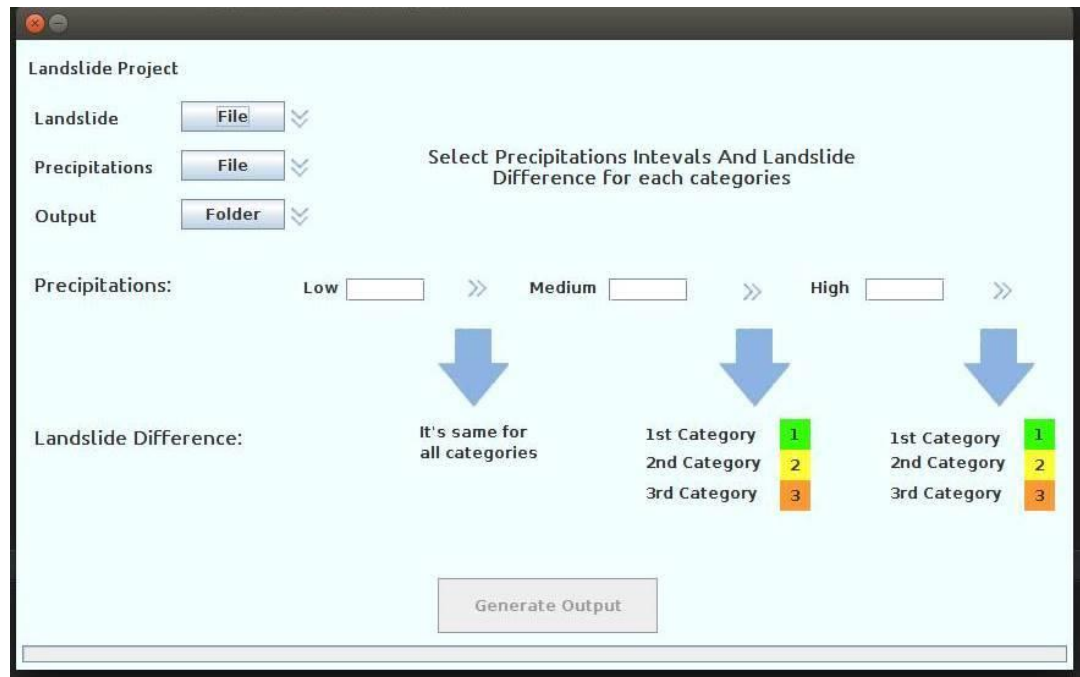 Landslide Project
Landslide File
Precipitations File
Select Precipitations Intevals And Landslide
Difference for each categories
Output Folder
Precipitations: Low Medium High
Landslide Difference:
It's same for
all categories
1st Category 1
2nd Category 2
3rd Category 3
1st Category 1
2nd Category 2
3rd Category 3
Generate Output